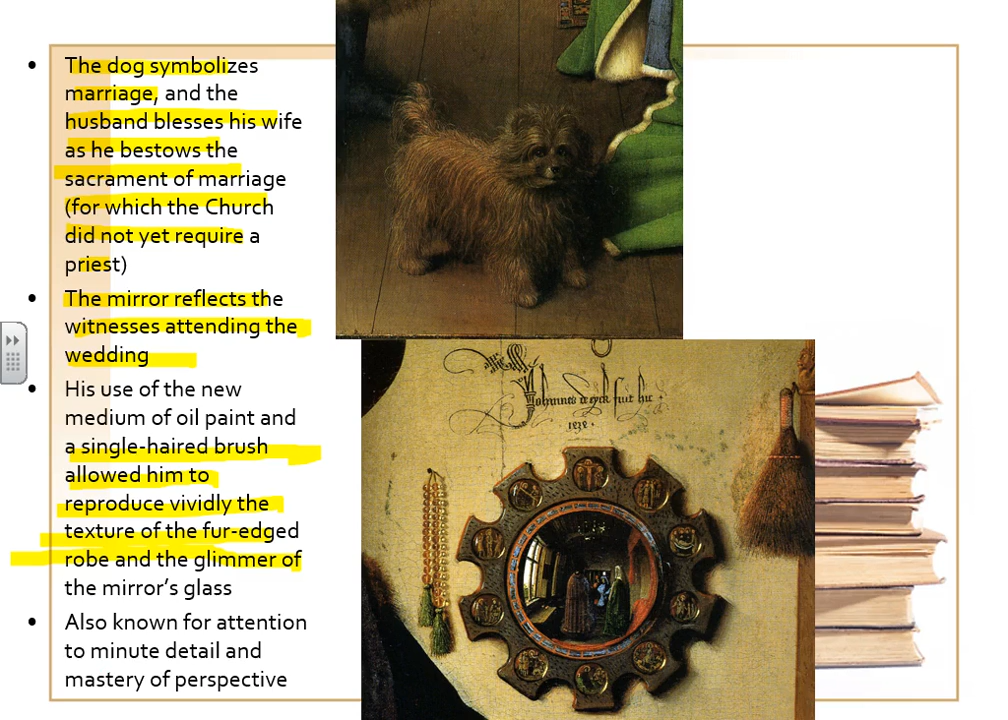 • The dog symbolizes
marriage, and the
husband blesses his wife
as he bestows the
sacrament of marriage
(for which the Church
did not yet require a
priest)
• The mirror reflects the
witnesses attending the
wedding
• His use of the new
medium of oil paint and
a single-haired brush
allowed him to
reproduce vividly the
texture of the fur-edged
robe and the glimmer of
the mirror’s glass
• Also known for attention
to minute detail and
mastery of perspective
Johannes de eyck fuit hic